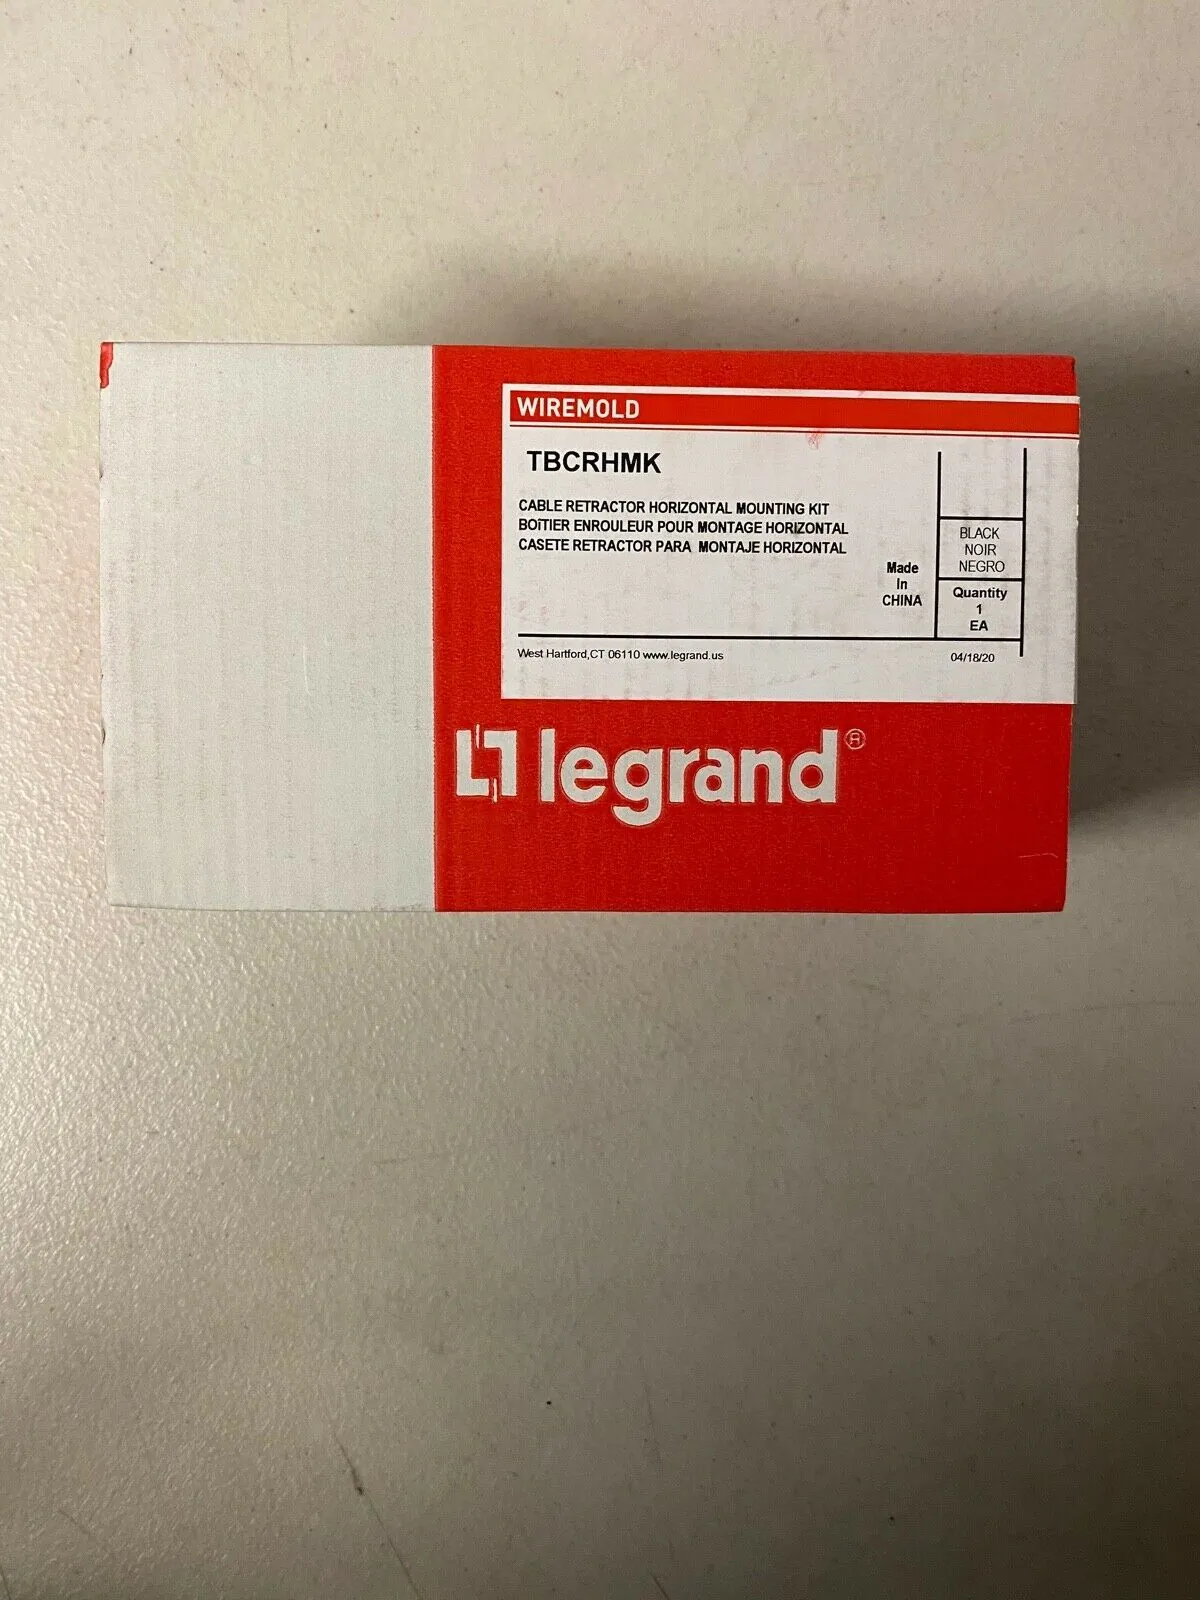 WIREMOLD
TBCRHMK
CABLE RETRACTOR HORIZONTAL MOUNTING KIT
BOîTIER ENROULEUR POUR MONTAGE HORIZONTAL
CASETE RETRACTOR PARA MONTAJE HORIZONTAL
Made
In
CHINA
BLACK
NOIR
NEGRO
Quantity
1
EA
West Hartford,CT 06110 www.legrand.us
04/18/20
legrand®